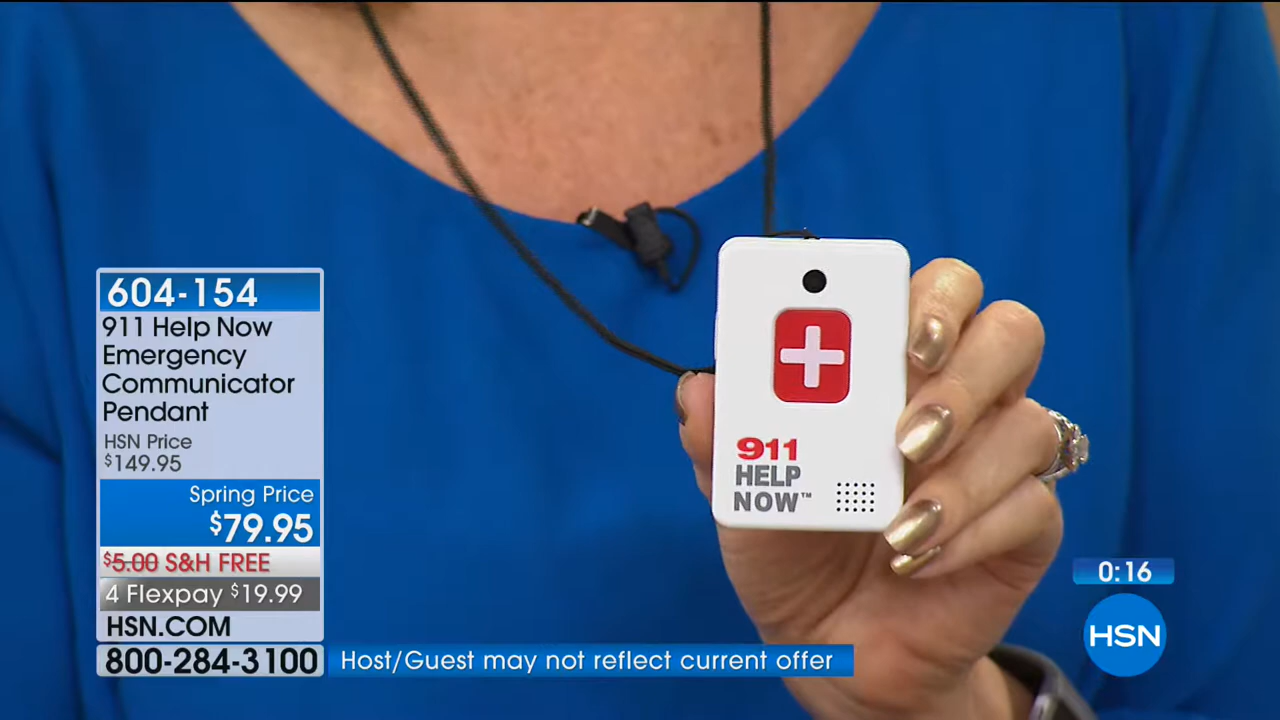 604-154
911 Help Now
Emergency
Communicator
Pendant
HSN Price
$149.95
Spring Price
$79.95
$5.00 S&H FREE
4 Flexpay $19.99
HSN.COM
800-284-3100
Host/Guest may not reflect current offer
911
HELP
NOW™
0:16
HSN